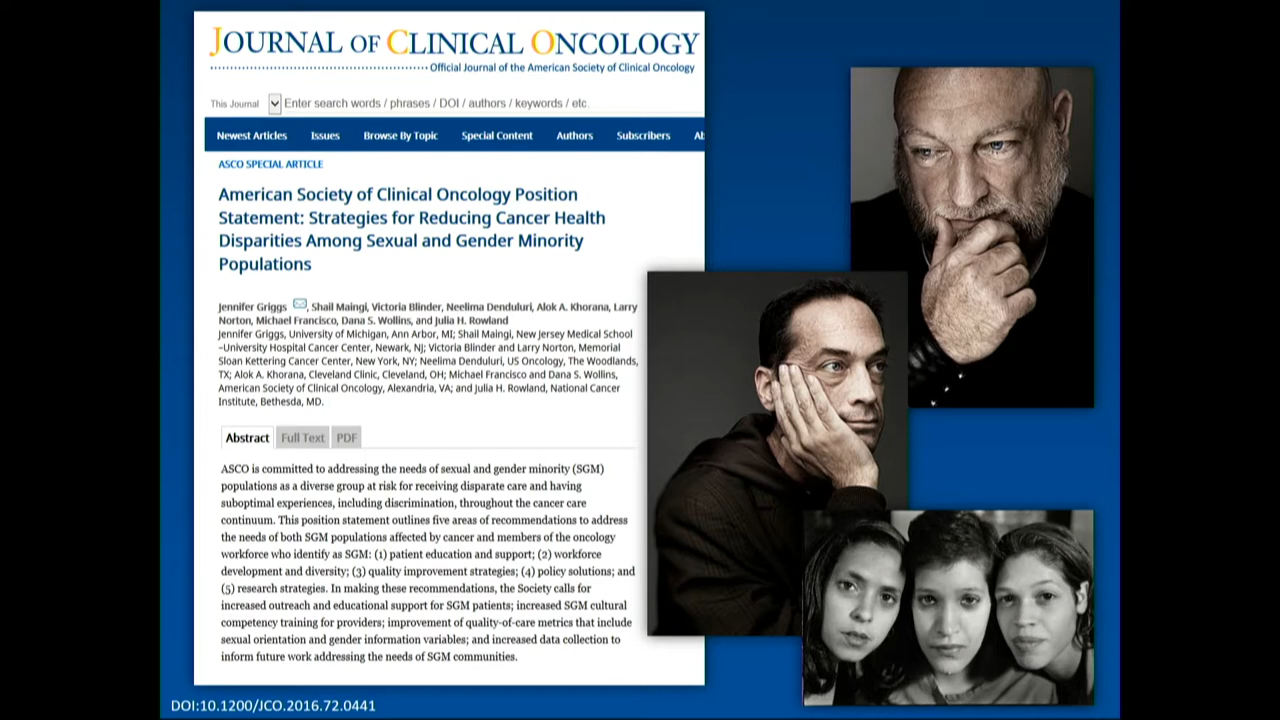 JOURNAL OF CLINICAL ONCOLOGY
Official Journal of the American Society of Clinical Oncology
This Journal Enter search words / phrases / DOI / authors / keywords / etc.
Newest Articles Issues Browse By Topic Special Content Authors Subscribers
ASCO SPECIAL ARTICLE
American Society of Clinical Oncology Position
Statement: Strategies for Reducing Cancer Health
Disparities Among Sexual and Gender Minority
Populations
Jennifer Griggs , Shail Maingi, Victoria Blinder, Neelima Denduluri, Alok A. Khorana, Larry
Norton, Michael Francisco, Dana S. Wollins, and Julia H. Rowland
Jennifer Griggs, University of Michigan, Ann Arbor, MI; Shail Maingi, New Jersey Medical School
–University Hospital Cancer Center, Newark, NJ; Victoria Blinder and Larry Norton, Memorial
Sloan Kettering Cancer Center, New York, NY; Neelima Denduluri, US Oncology, The Woodlands,
TX; Alok A. Khorana, Cleveland Clinic, Cleveland, OH; Michael Francisco and Dana S. Wollins,
American Society of Clinical Oncology, Alexandria, VA; and Julia H. Rowland, National Cancer
Institute, Bethesda, MD.
Abstract Full Text PDF
ASCO is committed to addressing the needs of sexual and gender minority (SGM)
populations as a diverse group at risk for receiving disparate care and having
suboptimal experiences, including discrimination, throughout the cancer care
continuum. This position statement outlines five areas of recommendations to address
the needs of both SGM populations affected by cancer and members of the oncology
workforce who identify as SGM: (1) patient education and support; (2) workforce
development and diversity; (3) quality improvement strategies; (4) policy solutions; and
(5) research strategies. In making these recommendations, the Society calls for
increased outreach and educational support for SGM patients; increased SGM cultural
competency training for providers; improvement of quality-of-care metrics that include
sexual orientation and gender information variables; and increased data collection to
inform future work addressing the needs of SGM communities.
DOI:10.1200/JCO.2016.72.0441